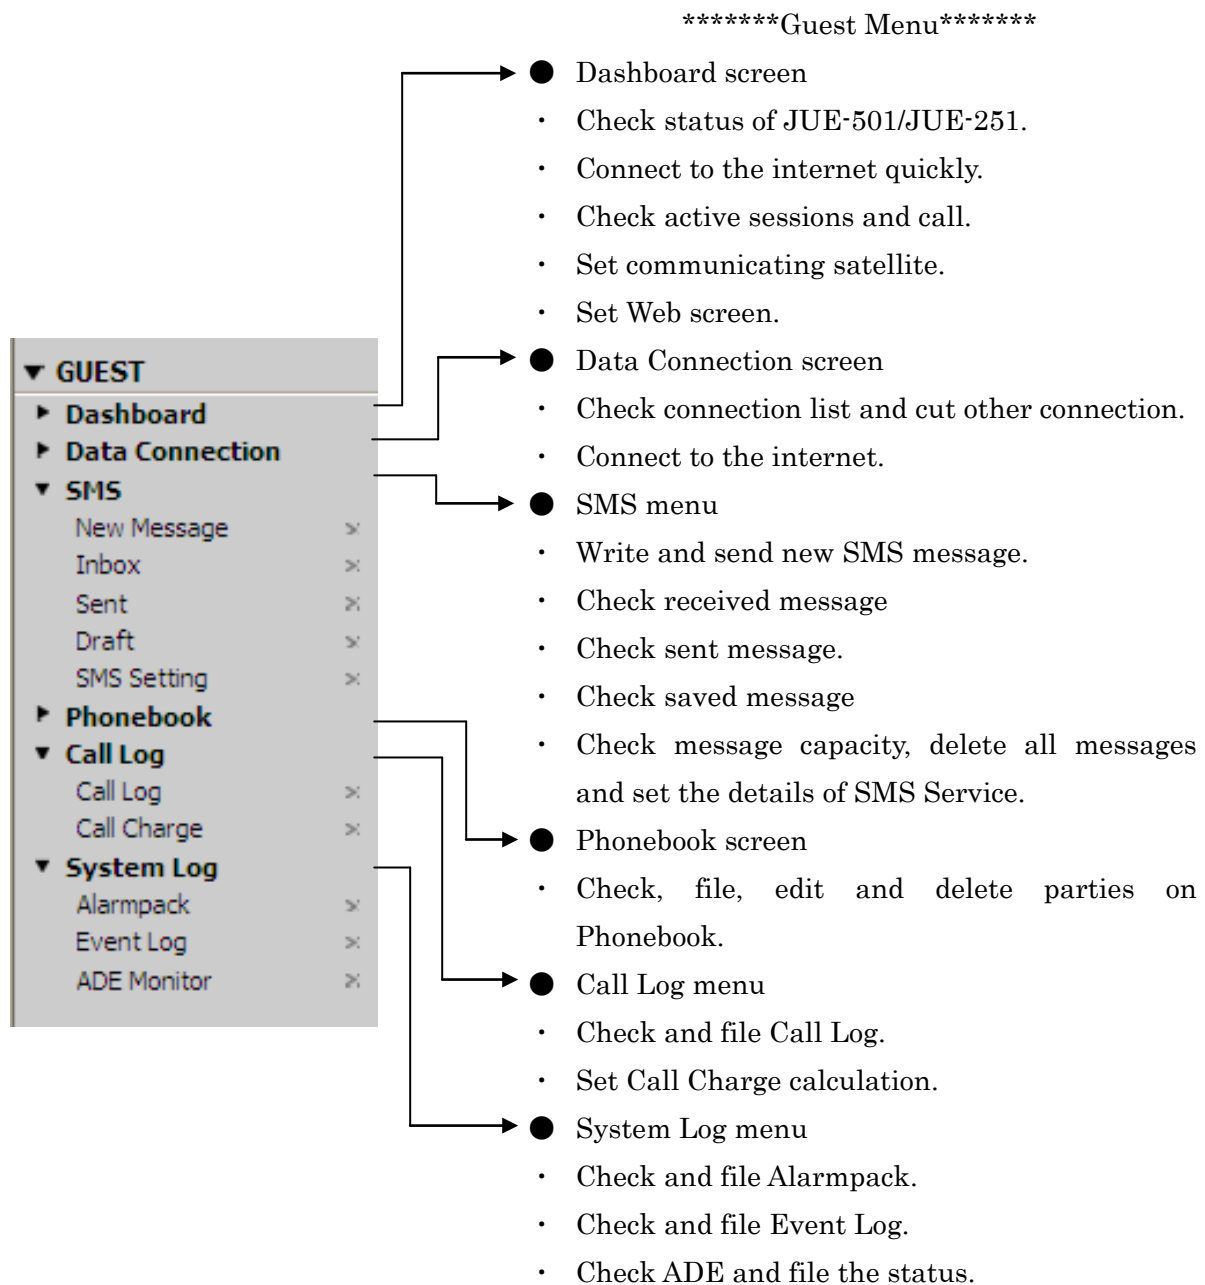 *******Guest Menu*******
● Dashboard screen
・ Check status of JUE-501/JUE-251.
・ Connect to the internet quickly.
・ Check active sessions and call.
・ Set communicating satellite.
・ Set Web screen.
● Data Connection screen
・ Check connection list and cut other connection.
・ Connect to the internet.
● SMS menu
・ Write and send new SMS message.
・ Check received message
・ Check sent message.
・ Check saved message
・ Check message capacity, delete all messages
and set the details of SMS Service.
● Phonebook screen
・ Check, file, edit and delete parties on
Phonebook.
● Call Log menu
・ Check and file Call Log.
・ Set Call Charge calculation.
● System Log menu
・ Check and file Alarmpack.
・ Check and file Event Log.
・ Check ADE and file the status.
GUEST
Dashboard
Data Connection
SMS
New Message
Inbox
Sent
Draft
SMS Setting
Phonebook
Call Log
Call Log
Call Charge
System Log
Alarmpack
Event Log
ADE Monitor